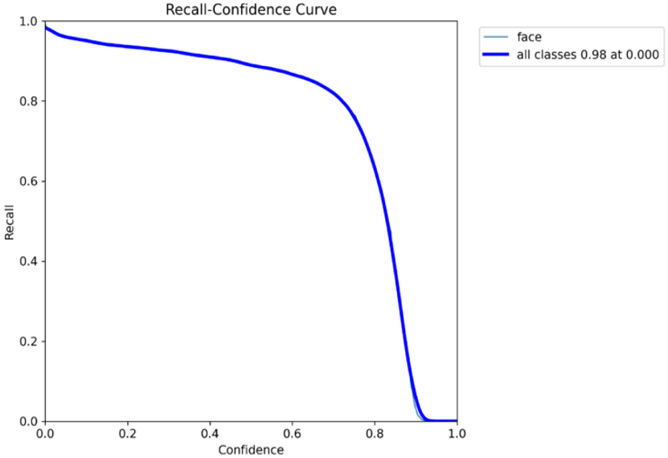 Recall-Confidence Curve
face
all classes 0.98 at 0.000
1.0
0.8
0.6
0.4
0.2
0.0
Recall
0.0 0.2 0.4 0.6 0.8 1.0
Confidence